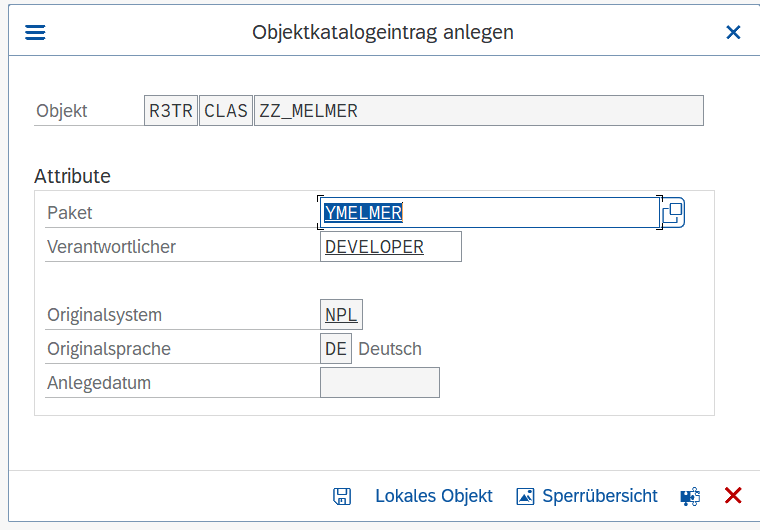 Objektkatalogeintrag anlegen
Objekt R3TR CLAS ZZ_MELMER
Attribute
Paket YMELMER
Verantwortlicher DEVELOPER
Originalsystem NPL
Originalsprache DE Deutsch
Anlegedatum
Lokales Objekt Sperrübersicht